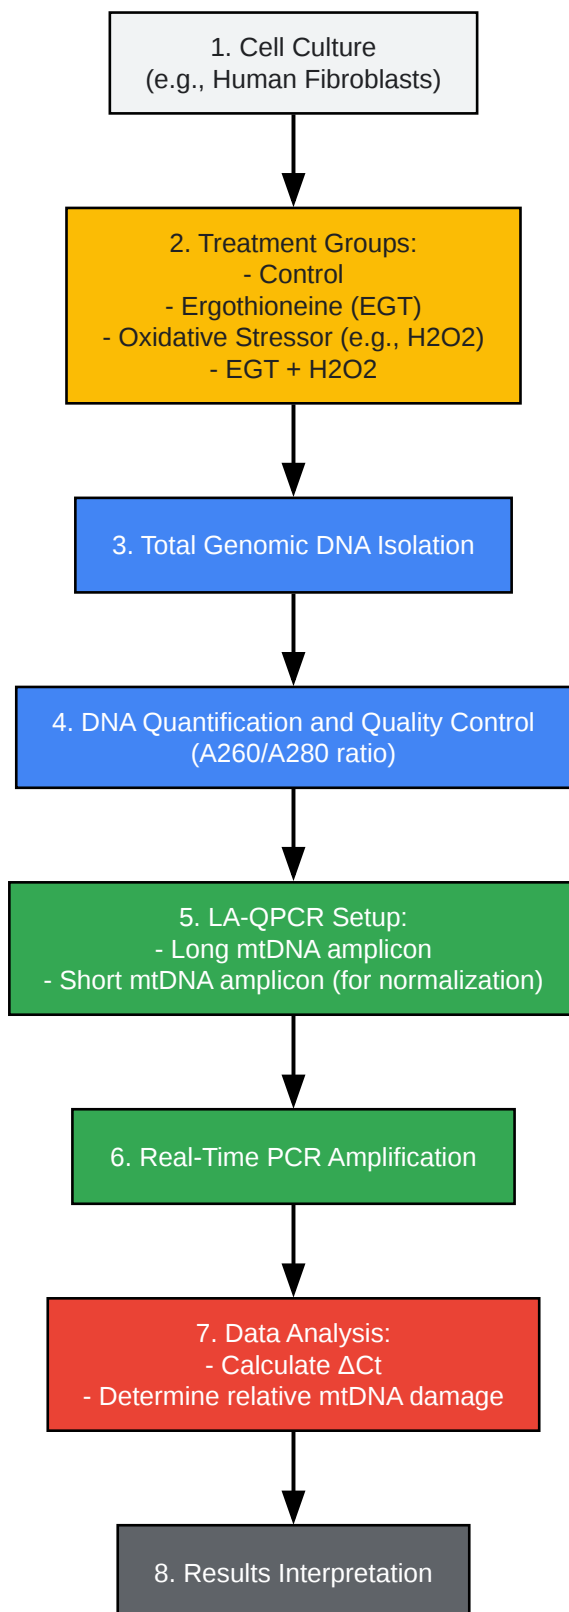 1. Cell Culture
(e.g., Human Fibroblasts)
2. Treatment Groups:
- Control
- Ergothioneine (EGT)
- Oxidative Stressor (e.g., H2O2)
- EGT + H2O2
3. Total Genomic DNA Isolation
4. DNA Quantification and Quality Control
(A260/A280 ratio)
5. LA-QPCR Setup:
- Long mtDNA amplicon
- Short mtDNA amplicon (for normalization)
6. Real-Time PCR Amplification
7. Data Analysis:
- Calculate ΔCt
- Determine relative mtDNA damage
8. Results Interpretation